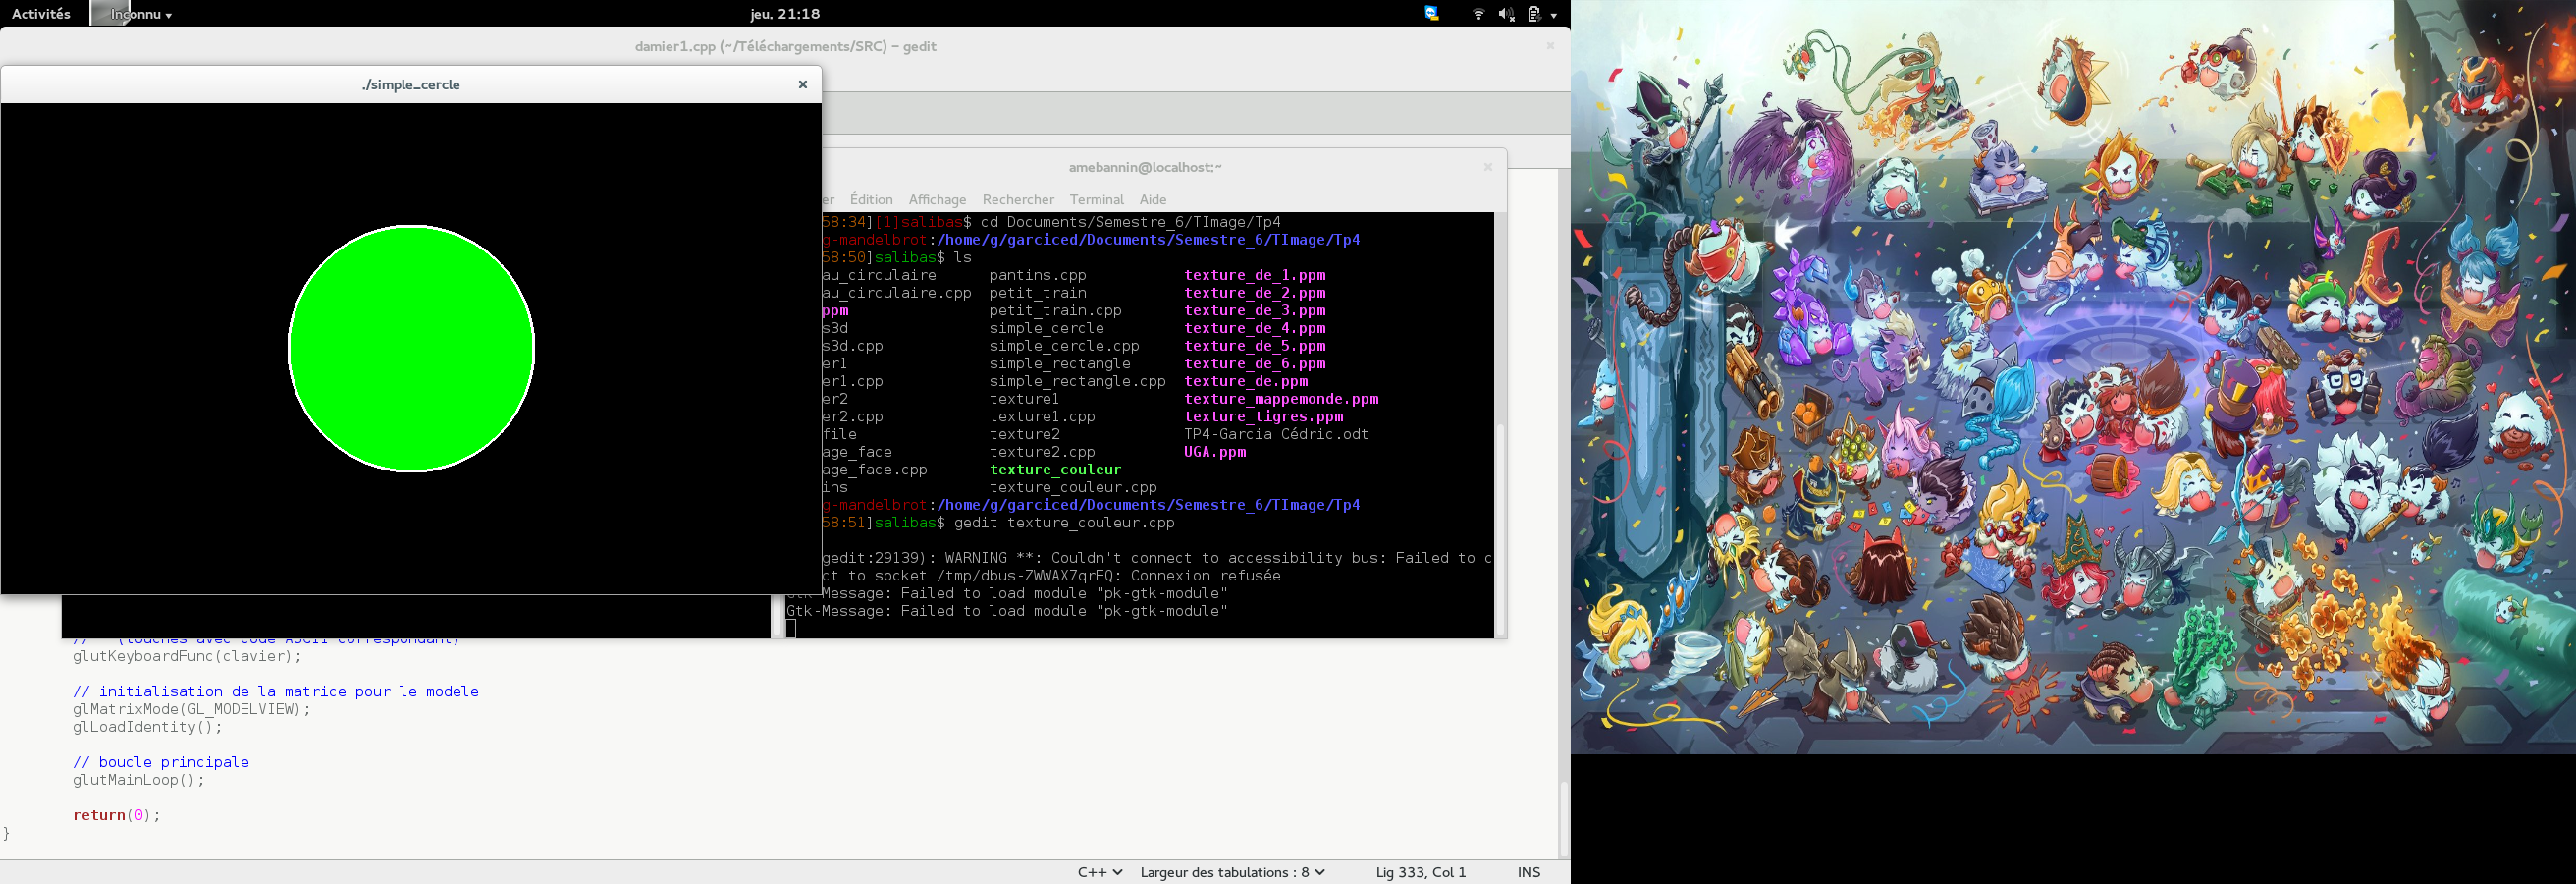 Activités
Inconnu
jeu. 21:18
damier1.cpp (~/Téléchargements/SRC) – gedit
./simple_cercle
amebannin@localhost:~
er Édition Affichage Rechercher Terminal Aide
58:34][1]salibas$ cd Documents/Semestre_6/TImage/Tp4
g-mandelbrot:/home/g/garciced/Documents/Semestre_6/TImage/Tp4
58:50]salibas$ ls
au_circulaire pantins.cpp texture_de_1.ppm
au_circulaire.cpp petit_train texture_de_2.ppm
ppm petit_train.cpp texture_de_3.ppm
s3d simple_cercle texture_de_4.ppm
s3d.cpp simple_cercle.cpp texture_de_5.ppm
er1 simple_rectangle texture_de_6.ppm
er1.cpp simple_rectangle.cpp texture_de.ppm
er2 texture1 texture_mappemonde.ppm
er2.cpp texture1.cpp texture_tigres.ppm
file texture2 TP4-Garcia Cédric.odt
age_face texture2.cpp UGA.ppm
age_face.cpp texture_couleur
ins texture_couleur.cpp
g-mandelbrot:/home/g/garciced/Documents/Semestre_6/TImage/Tp4
58:51]salibas$ gedit texture_couleur.cpp
gedit:29139): WARNING **: Couldn't connect to accessibility bus: Failed to c
ct to socket /tmp/dbus-ZWWAX7qrFQ: Connexion refusée
Gtk-Message: Failed to load module "pk-gtk-module"
Gtk-Message: Failed to load module "pk-gtk-module"
// (touches avec code ASCII correspondant)
glutKeyboardFunc(clavier);
// initialisation de la matrice pour le modele
glMatrixMode(GL_MODELVIEW);
glLoadIdentity();
// boucle principale
glutMainLoop();
return(0);
}
C++ Largeur des tabulations : 8 Lig 333, Col 1 INS